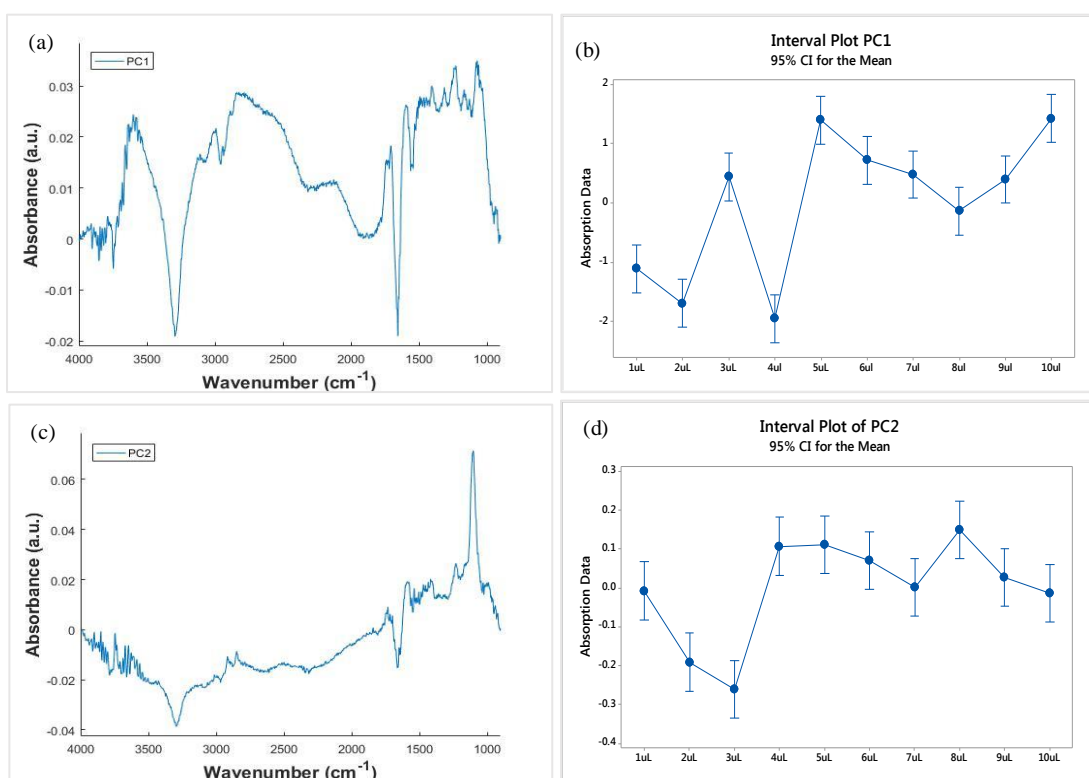 (a)
PC1
Absorbance (a.u.)
0.03
0.02
0.01
0
-0.01
-0.02
4000 3500 3000 2500 2000 1500 1000
Wavenumber (cm-1)
(b)
Interval Plot PC1
95% CI for the Mean
Absorption Data
2
1
0
-1
-2
1uL 2uL 3uL 4ul 5uL 6ul 7uL 8uL 9uL 10uL
(c)
PC2
Absorbance (a.u.)
0.06
0.04
0.02
0
-0.02
-0.04
4000 3500 3000 2500 2000 1500 1000
Wavenumber (cm-1)
(d)
Interval Plot of PC2
95% CI for the Mean
Absorption Data
0.3
0.2
0.1
0.0
-0.1
-0.2
-0.3
-0.4
1uL 2uL 3uL 4uL 5uL 6uL 7uL 8uL 9uL 10uL